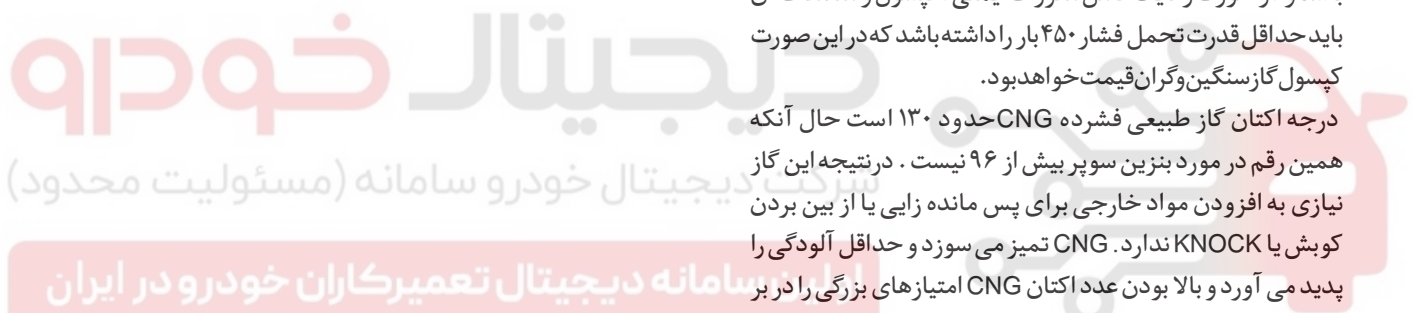 باید حداقل قدرت تحمل فشار ۴۵۰ بار را داشته باشد که در این صورت
کپسول گاز سنگین و گران قیمت خواهد بود.
درجه اکتان گاز طبیعی فشرده CNG حدود ۱۳۰ است حال آنکه
همین رقم در مورد بنزین سوپر بیش از ۹۶ نیست . درنتیجه این گاز
نیازی به افزودن مواد خارجی برای پس مانده زایی یا از بین بردن
کوبش یا KNOCK ندارد. CNG تمیز می سوزد و حداقل آلودگی را
پدید می آورد و بالا بودن عدد اکتان CNG امتیازهای بزرگی را در بر
دیجیتال خودرو
شرکت دیجیتال خودرو سامانه (مسئولیت محدود)
اولین سامانه دیجیتال تعمیرکاران خودرو در ایران